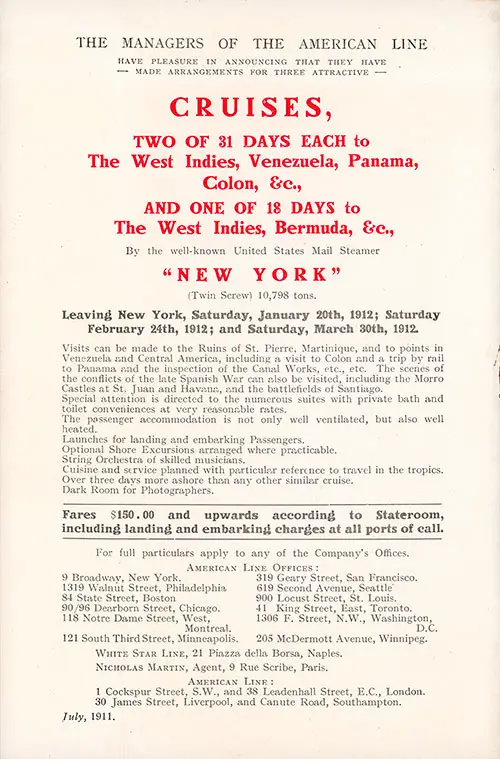 THE MANAGERS OF THE AMERICAN LINE
HAVE PLEASURE IN ANNOUNCING THAT THEY HAVE
— MADE ARRANGEMENTS FOR THREE ATTRACTIVE —
CRUISES,
TWO OF 31 DAYS EACH to
The West Indies, Venezuela, Panama,
Colon, &c.,
AND ONE OF 18 DAYS to
The West Indies, Bermuda, &c.,
By the well-known United States Mail Steamer
"NEW YORK"
(Twin Screw) 10,798 tons.
Leaving New York, Saturday, January 20th, 1912; Saturday
February 24th, 1912; and Saturday, March 30th, 1912.
Visits can be made to the Ruins of St. Pierre, Martinique, and to points in
Venezuela and Central America, including a visit to Colon and a trip by rail
to Panama and the inspection of the Canal Works, etc., etc. The scenes of
the conflicts of the late Spanish War can also be visited, including the Morro
Castles at St. Juan and Havana, and the battlefields of Santiago.
Special attention is directed to the numerous suites with private bath and
toilet conveniences at very reasonable rates.
The passenger accommodation is not only well ventilated, but also well
heated.
Launches for landing and embarking Passengers.
Optional Shore Excursions arranged where practicable.
String Orchestra of skilled musicians.
Cuisine and service planned with particular reference to travel in the tropics.
Over three days more ashore than any other similar cruise.
Dark Room for Photographers.
Fares $150.00 and upwards according to Stateroom,
including landing and embarking charges at all ports of call.
For full particulars apply to any of the Company's Offices.
AMERICAN LINE OFFICES:
9 Broadway, New York.
1319 Walnut Street, Philadelphia
84 State Street, Boston
90/96 Dearborn Street, Chicago.
118 Notre Dame Street, West,
Montreal.
121 South Third Street, Minneapolis.
319 Geary Street, San Francisco.
619 Second Avenue, Seattle
900 Locust Street, St. Louis.
41 King Street, East, Toronto.
1306 F. Street, N.W., Washington,
D.C.
205 McDermott Avenue, Winnipeg.
WHITE STAR LINE, 21 Piazza della Borsa, Naples.
NICHOLAS MARTIN, Agent, 9 Rue Scribe, Paris.
AMERICAN LINE:
1 Cockspur Street, S.W., and 38 Leadenhall Street, E.C., London.
30 James Street, Liverpool, and Canute Road, Southampton.
July, 1911.